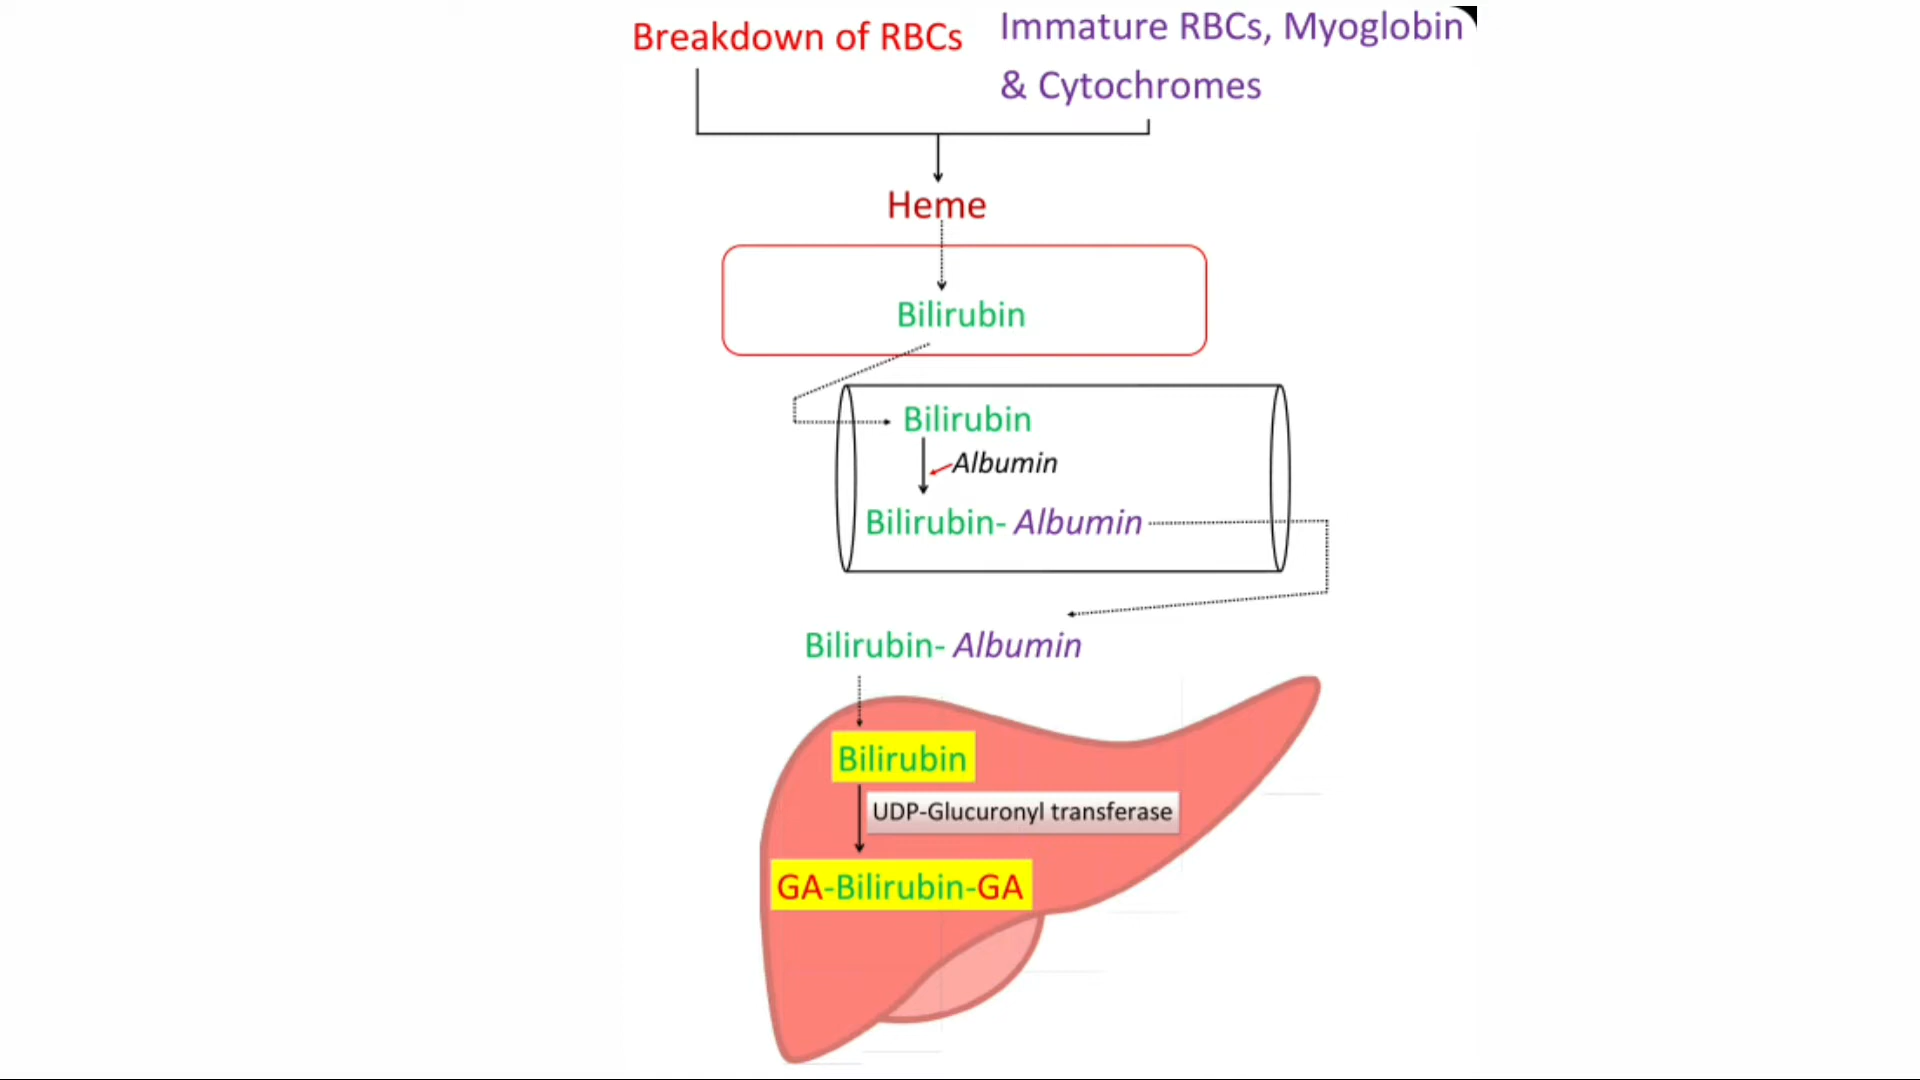 Breakdown of RBCs
Immature RBCs, Myoglobin
& Cytochromes
Heme
Bilirubin
Bilirubin
Albumin
Bilirubin- Albumin
Bilirubin- Albumin
Bilirubin
UDP-Glucuronyl transferase
GA-Bilirubin-GA